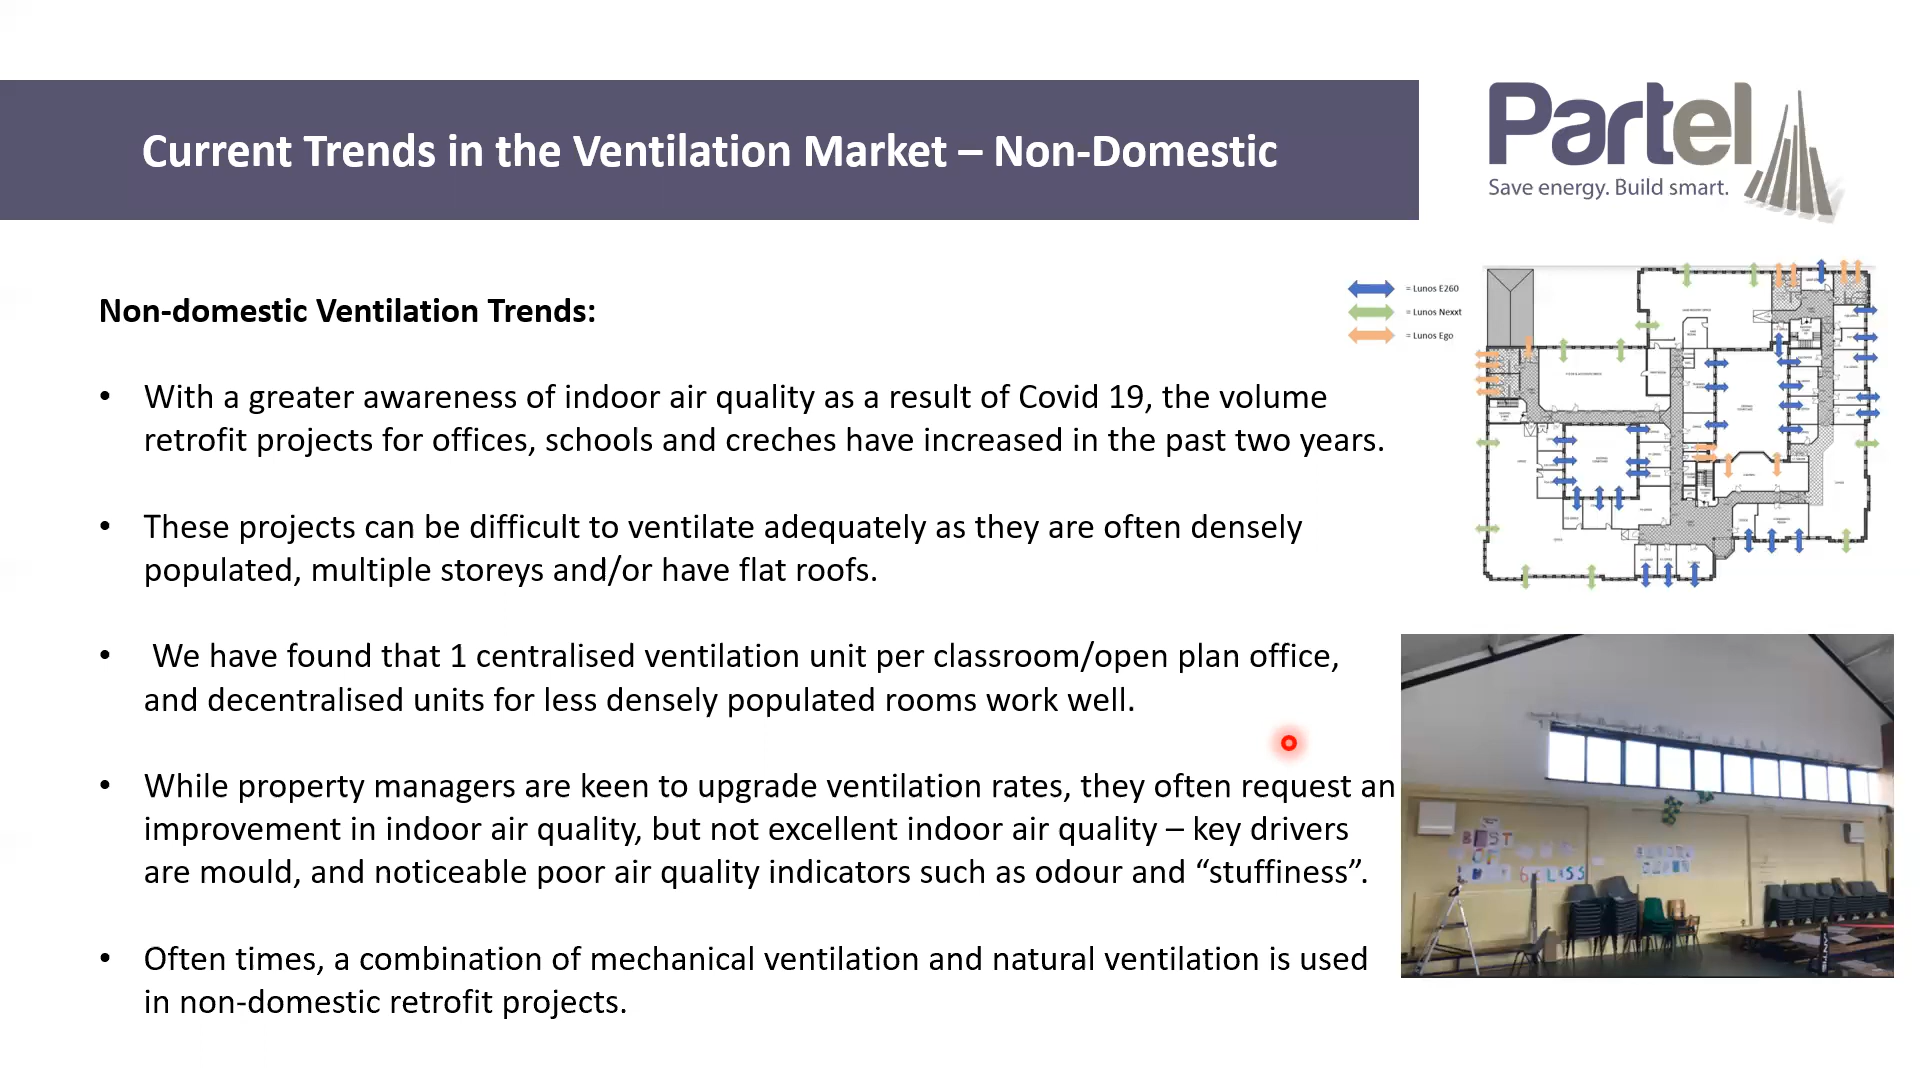 Current Trends in the Ventilation Market – Non-Domestic
Partel
Save energy. Build smart.
Non-domestic Ventilation Trends:
• With a greater awareness of indoor air quality as a result of Covid 19, the volume
retrofit projects for offices, schools and creches have increased in the past two years.
• These projects can be difficult to ventilate adequately as they are often densely
populated, multiple storeys and/or have flat roofs.
• We have found that 1 centralised ventilation unit per classroom/open plan office,
and decentralised units for less densely populated rooms work well.
• While property managers are keen to upgrade ventilation rates, they often request an
improvement in indoor air quality, but not excellent indoor air quality – key drivers
are mould, and noticeable poor air quality indicators such as odour and “stuffiness”.
• Often times, a combination of mechanical ventilation and natural ventilation is used
in non-domestic retrofit projects.
= Lunos E260
= Lunos Nexxt
= Lunos Ego
BEST
OF